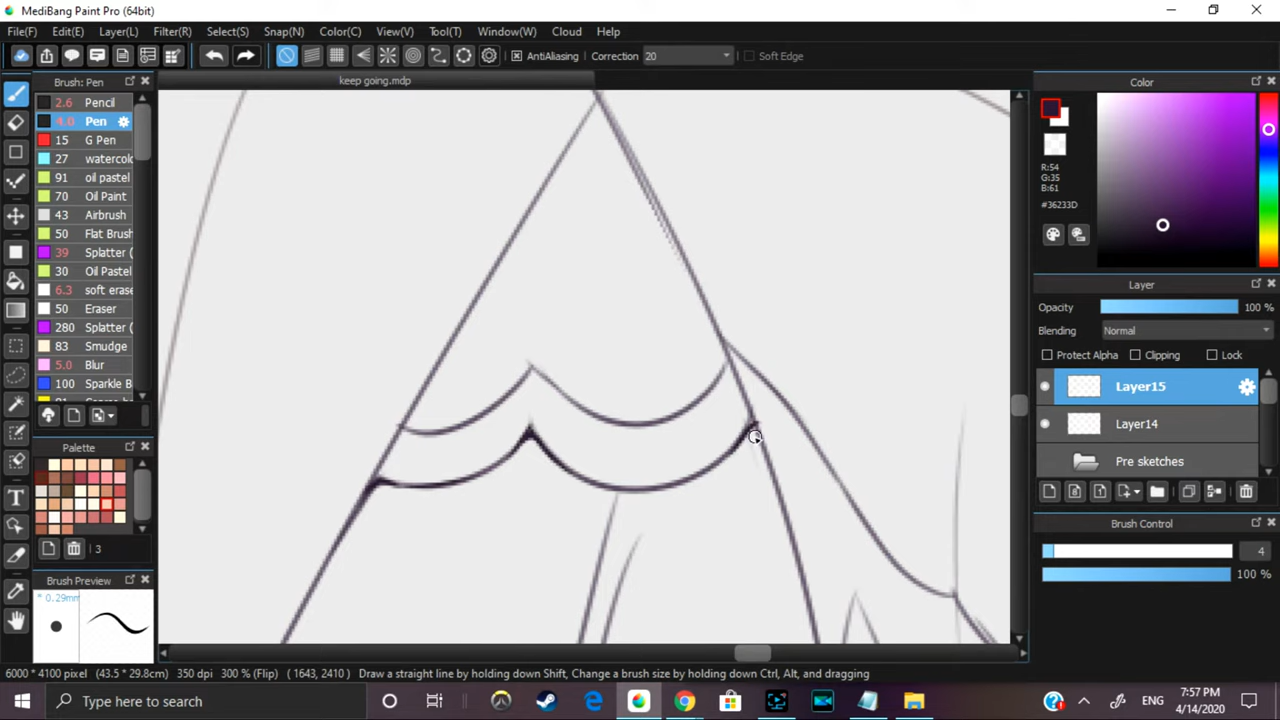 MediBang Paint Pro (64bit)
File(F) Edit(E) Layer(L) Filter(R) Select(S) Snap(N) Color(C) View(V) Tool(T) Window(W) Cloud Help
AntiAliasing Correction 20 Soft Edge
Brush: Pen
keep going.mdp
Color
2.6 Pencil
4.0 Pen
15 G Pen
27 watercolo
91 oil pastel
70 Oil Paint
43 Airbrush
50 Flat Brush
39 Splatter (
30 Oil Pastel
6.3 soft erase
50 Eraser
280 Splatter (
83 Smudge
5.0 Blur
100 Sparkle B
R:54
G:35
B:61
#36233D
Layer
Opacity 100 %
Blending Normal
Protect Alpha Clipping Lock
Layer15
Layer14
Pre sketches
Palette
3
Brush Control
4
100 %
Brush Preview
* 0.29mm
6000 * 4100 pixel (43.5 * 29.8cm) 350 dpi 300 % (Flip) ( 1643, 2410 ) Draw a straight line by holding down Shift, Change a brush size by holding down Ctrl, Alt, and dragging
Type here to search
ENG
7:57 PM
4/14/2020